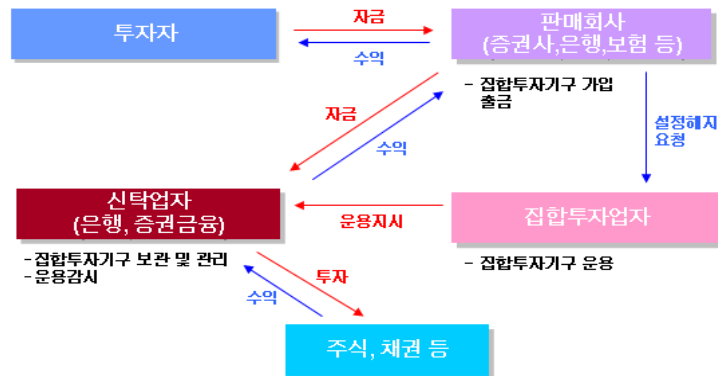 투자자
자금
수익
판매회사
(증권사,은행,보험 등)
- 집합투자기구 가입
출금
자금
수익
설정해지
요청
신탁업자
(은행, 증권금융)
-집합투자기구 보관 및 관리
-운용감시
운용지시
집합투자업자
- 집합투자기구 운용
투자
수익
주식, 채권 등